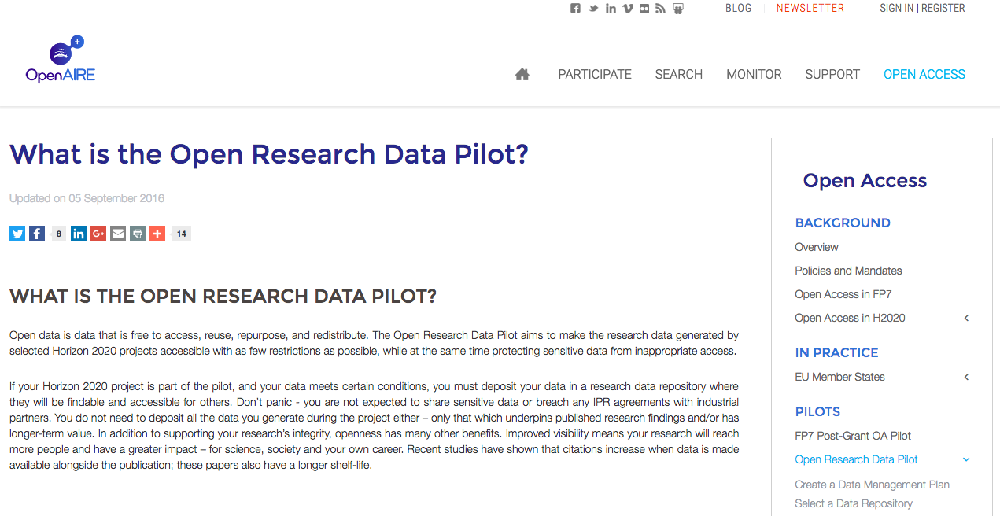 BLOG
NEWSLETTER
SIGN IN | REGISTER
OpenAIRE
PARTICIPATE
SEARCH
MONITOR
SUPPORT
OPEN ACCESS
What is the Open Research Data Pilot?
Updated on 05 September 2016
8
14
WHAT IS THE OPEN RESEARCH DATA PILOT?
Open data is data that is free to access, reuse, repurpose, and redistribute. The Open Research Data Pilot aims to make the research data generated by
selected Horizon 2020 projects accessible with as few restrictions as possible, while at the same time protecting sensitive data from inappropriate access.
If your Horizon 2020 project is part of the pilot, and your data meets certain conditions, you must deposit your data in a research data repository where
they will be findable and accessible for others. Don't panic - you are not expected to share sensitive data or breach any IPR agreements with industrial
partners. You do not need to deposit all the data you generate during the project either – only that which underpins published research findings and/or has
longer-term value. In addition to supporting your research's integrity, openness has many other benefits. Improved visibility means your research will reach
more people and have a greater impact – for science, society and your own career. Recent studies have shown that citations increase when data is made
available alongside the publication; these papers also have a longer shelf-life.
Open Access
BACKGROUND
Overview
Policies and Mandates
Open Access in FP7
Open Access in H2020
IN PRACTICE
EU Member States
PILOTS
FP7 Post-Grant OA Pilot
Open Research Data Pilot
Create a Data Management Plan
Select a Data Repository